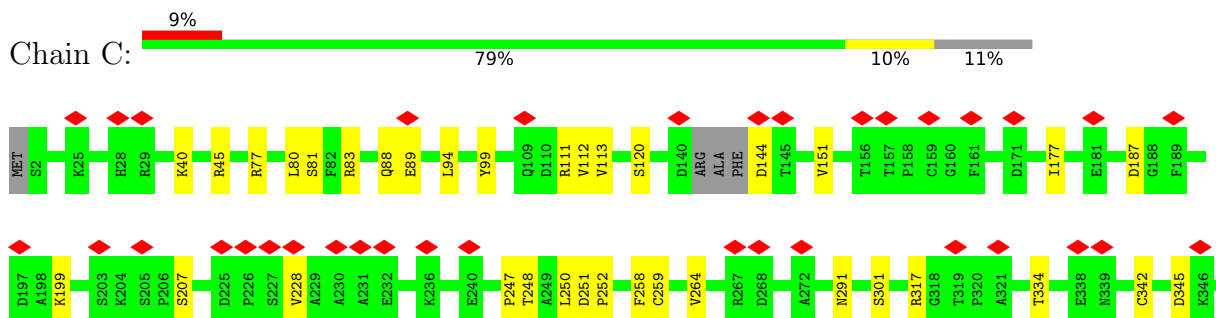 9%
Chain C:
79% 10% 11%
MET S2 K25 H28 R29 K40 R45 R77 L80 S81 F82 R83 Q88 E89 L94 Y99 Q109 D110 R111 V112 V113 S120 D140 ARG ALA PHE D144 T145 V151 T156 T157 P158 C159 G160 F161 D171 I177 E181 D187 G188 F189
D197 A198 K199 S203 K204 S205 P206 S207 D225 P226 S227 V228 A229 A230 A231 E232 K236 E240 P247 T248 A249 L250 D251 P252 F258 C259 V264 R267 D268 A272 N291 S301 R317 G318 T319 P320 A321 T334 E338 N339 C342 D345 K346